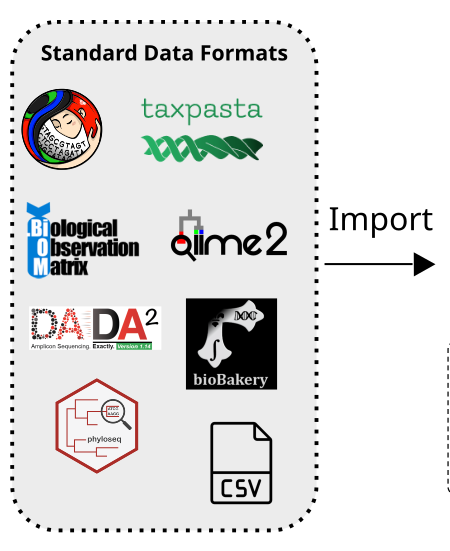 Standard Data Formats
taxpasta
Biological
Observation
Matrix
qiime2
DADA2
Amplicon Sequencing. Exactly. Version 1.14
bioBakery
phyloseq
CSV
Import